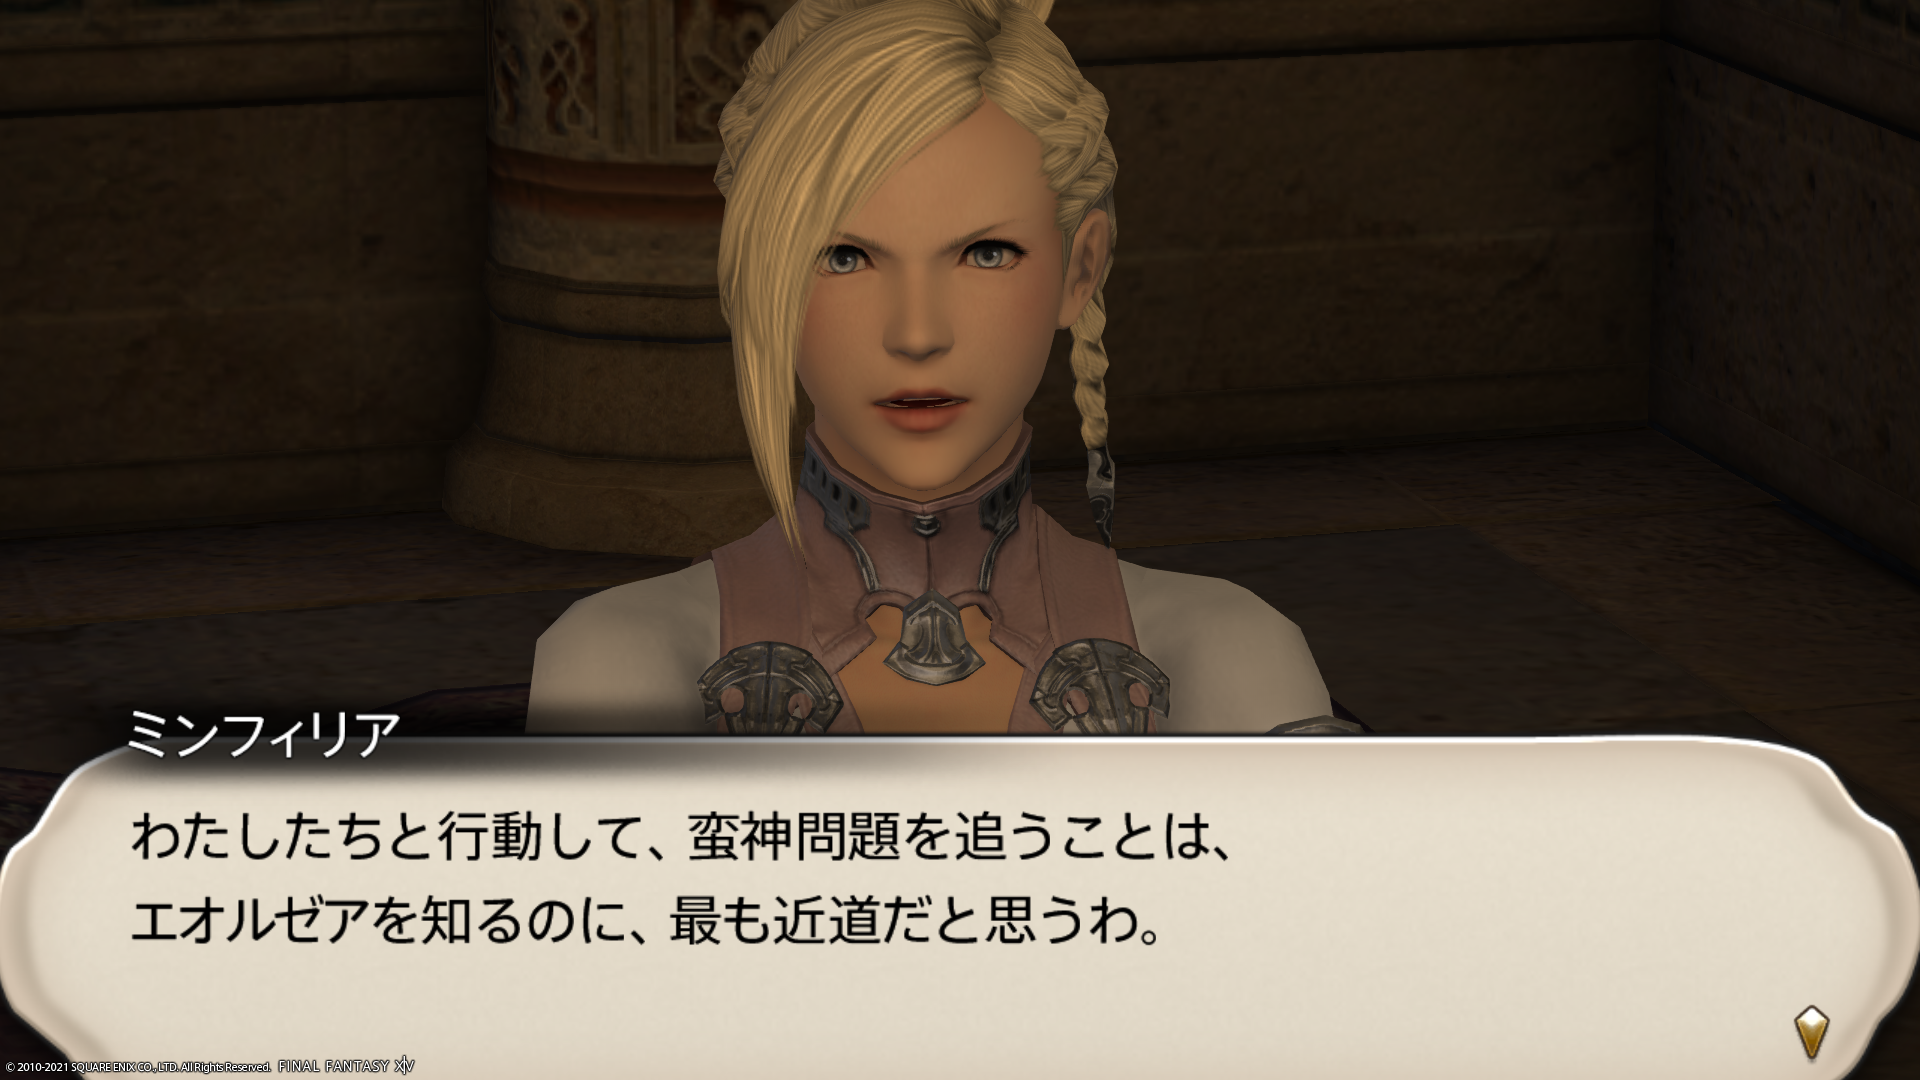 ミンフィリア
わたしたちと行動して、蛮神問題を追うことは、
エオルゼアを知るのに、最も近道だと思うわ。
© 2010-2021 SQUARE ENIX CO., LTD. All Rights Reserved. FINAL FANTASY XIV